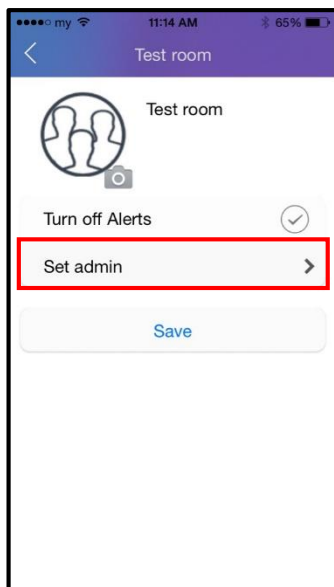 my 11:14 AM 65%
Test room
Test room
Turn off Alerts
Set admin
Save